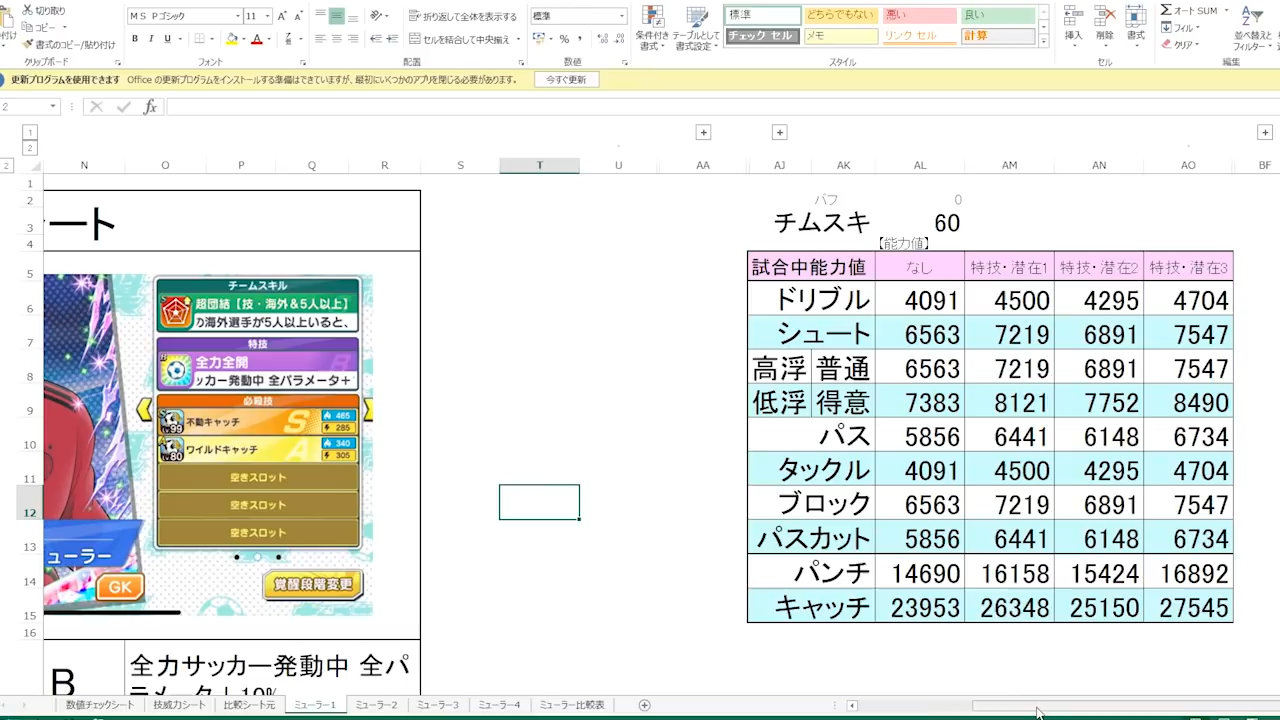 切り取り
コピー
書式のコピー/貼り付け
クリップボード
ＭＳ Ｐゴシック
11
B I U
フォント
折り返して全体を表示する
セルを結合して中央揃え
配置
標準
数値
条件付き書式
テーブルとして書式設定
標準
どちらでもない
悪い
良い
チェック セル
メモ
リンク セル
計算
スタイル
挿入
削除
書式
セル
オート SUM
フィル
クリア
並べ替えと
フィルター
編集
更新プログラムを使用できます Office の更新プログラムをインストールする準備はできていますが、最初にいくつかのアプリを閉じる必要があります。
今すぐ更新
fx
1
2
N O P Q R S T U AA AJ AK AL AM AN AO BF
1
2
3
4
5
6
7
8
9
10
11
12
13
14
15
16
ート
チームスキル
超団結【技・海外＆5人以上】
の海外選手が5人以上いると、
特技
全力全開
ッカー発動中 全パラメータ＋
必殺技
不動キャッチ S 465 285
99
ワイルドキャッチ A 340 305
80
空きスロット
空きスロット
空きスロット
ューラー
GK
覚醒段階変更
B
全力サッカー発動中 全パ
バフ 0
チムスキ 60
【能力値】
試合中能力値 なし 特技・潜在1 特技・潜在2 特技・潜在3
ドリブル 4091 4500 4295 4704
シュート 6563 7219 6891 7547
高浮 普通 6563 7219 6891 7547
低浮 得意 7383 8121 7752 8490
パス 5856 6441 6148 6734
タックル 4091 4500 4295 4704
ブロック 6563 7219 6891 7547
パスカット 5856 6441 6148 6734
パンチ 14690 16158 15424 16892
キャッチ 23953 26348 25150 27545
数値チェックシート 技威力シート 比較シート元 ミューラー1 ミューラー2 ミューラー3 ミューラー4 ミューラー比較表